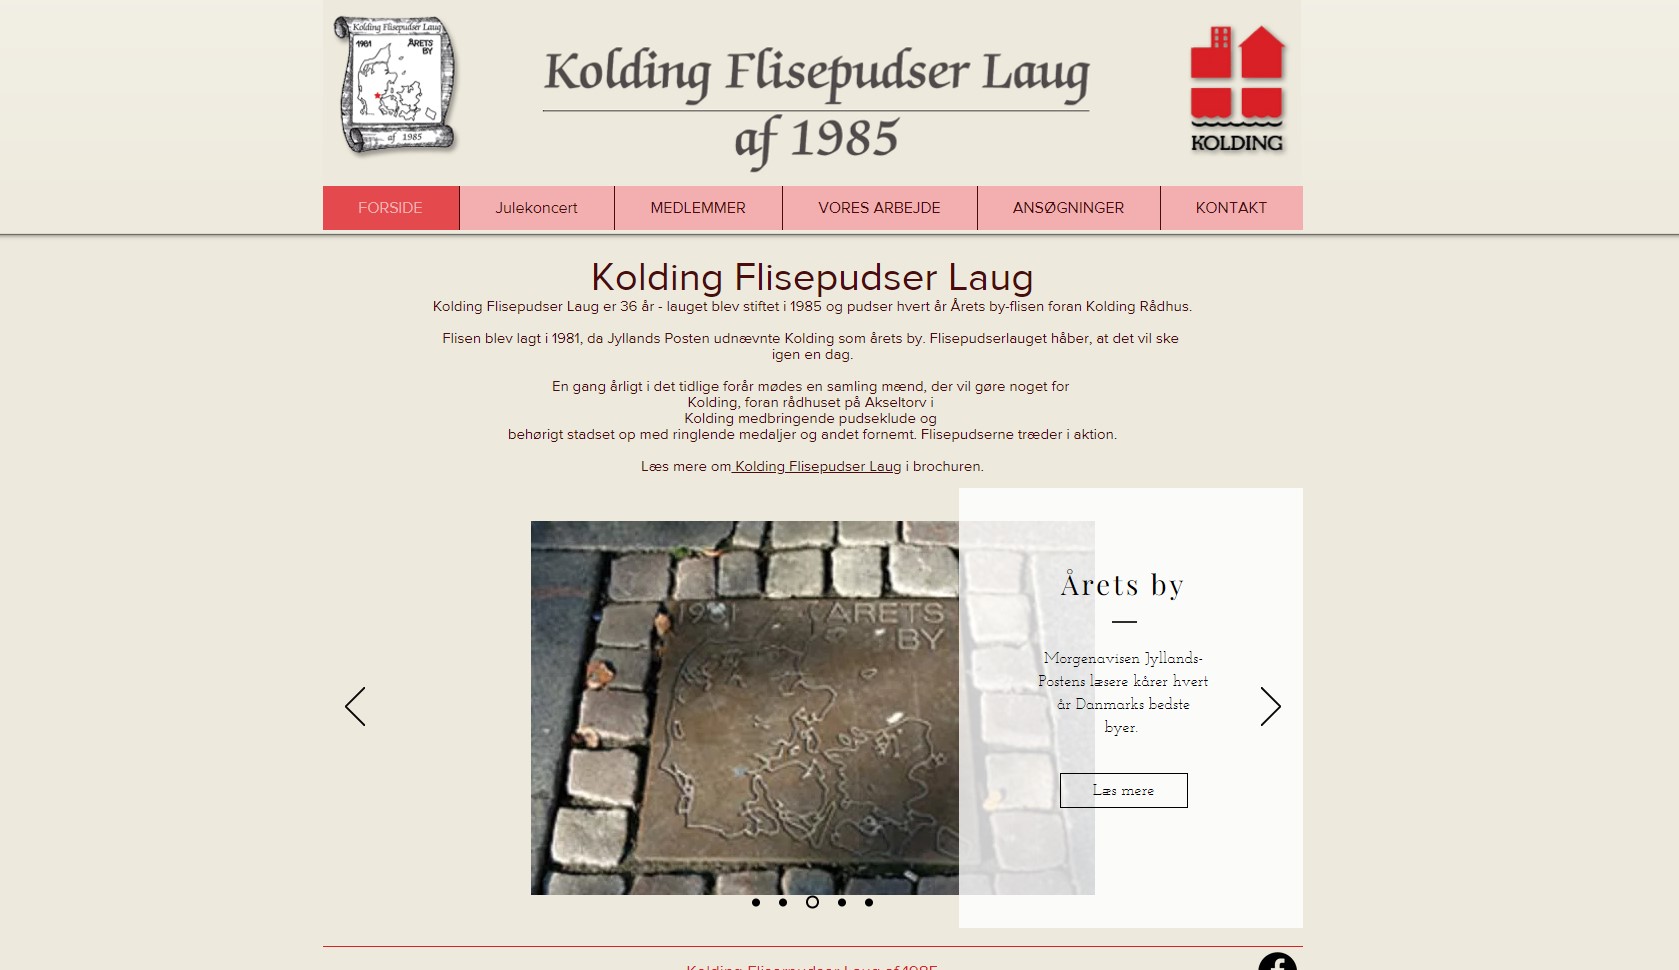 Kolding Flisepudser Laug
1981 ÅRETS
BY
af 1985
Kolding Flisepudser Laug
af 1985
KOLDING
FORSIDE
Julekoncert
MEDLEMMER
VORES ARBEJDE
ANSØGNINGER
KONTAKT
Kolding Flisepudser Laug
Kolding Flisepudser Laug er 36 år - lauget blev stiftet i 1985 og pudser hvert år Årets by-flisen foran Kolding Rådhus.
Flisen blev lagt i 1981, da Jyllands Posten udnævnte Kolding som årets by. Flisepudserlauget håber, at det vil ske
igen en dag.
En gang årligt i det tidlige forår mødes en samling mænd, der vil gøre noget for
Kolding, foran rådhuset på Akseltorv i
Kolding medbringende pudseklude og
behørigt stadset op med ringlende medaljer og andet fornemt. Flisepudserne træder i aktion.
Læs mere om Kolding Flisepudser Laug i brochuren.
1981 ÅRETS
BY
Årets by
Morgenavisen Jyllands-
Postens læsere kårer hvert
år Danmarks bedste
byer.
Læs mere